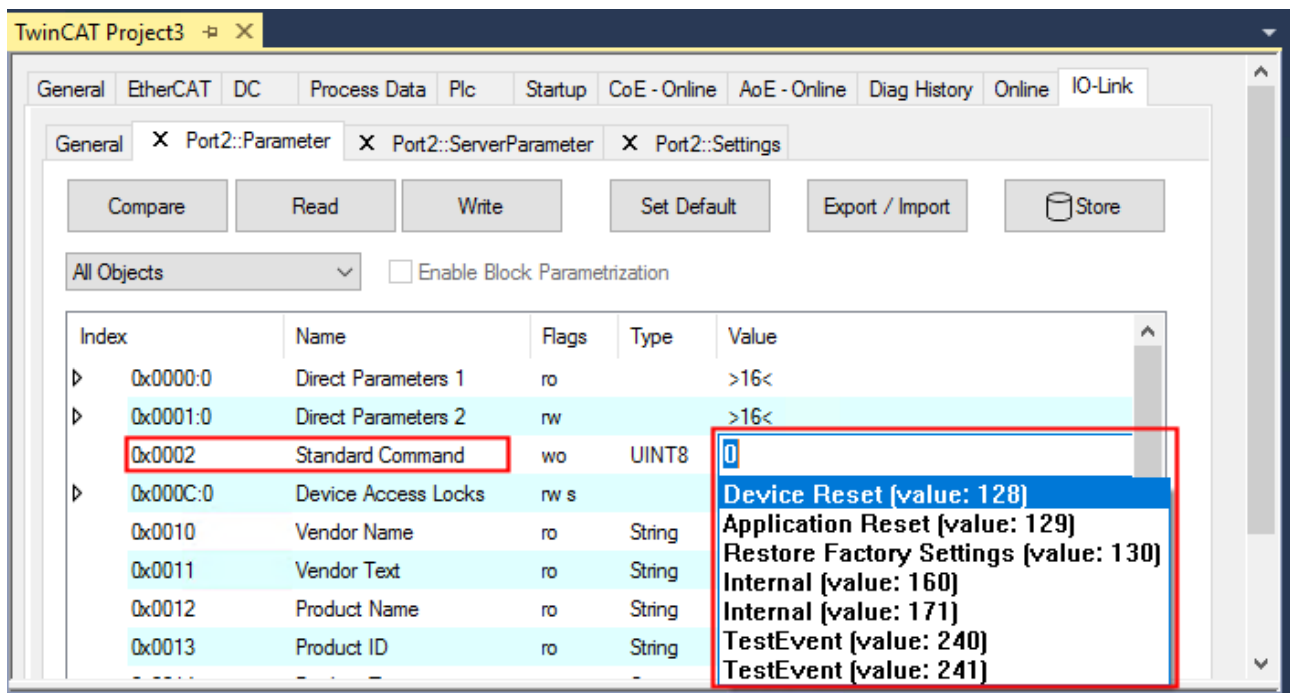 TwinCAT Project3
General EtherCAT DC Process Data Plc Startup CoE - Online AoE - Online Diag History Online IO-Link
General X Port2::Parameter X Port2::ServerParameter X Port2::Settings
Compare Read Write Set Default Export / Import Store
All Objects Enable Block Parametrization
Index Name Flags Type Value
0x0000:0 Direct Parameters 1 ro >16<
0x0001:0 Direct Parameters 2 rw >16<
0x0002 Standard Command wo UINT8 0
0x000C:0 Device Access Locks rw s Device Reset (value: 128)
Application Reset (value: 129)
0x0010 Vendor Name ro String Restore Factory Settings (value: 130)
0x0011 Vendor Text ro String Internal (value: 160)
0x0012 Product Name ro String Internal (value: 171)
0x0013 Product ID ro String TestEvent (value: 240)
TestEvent (value: 241)